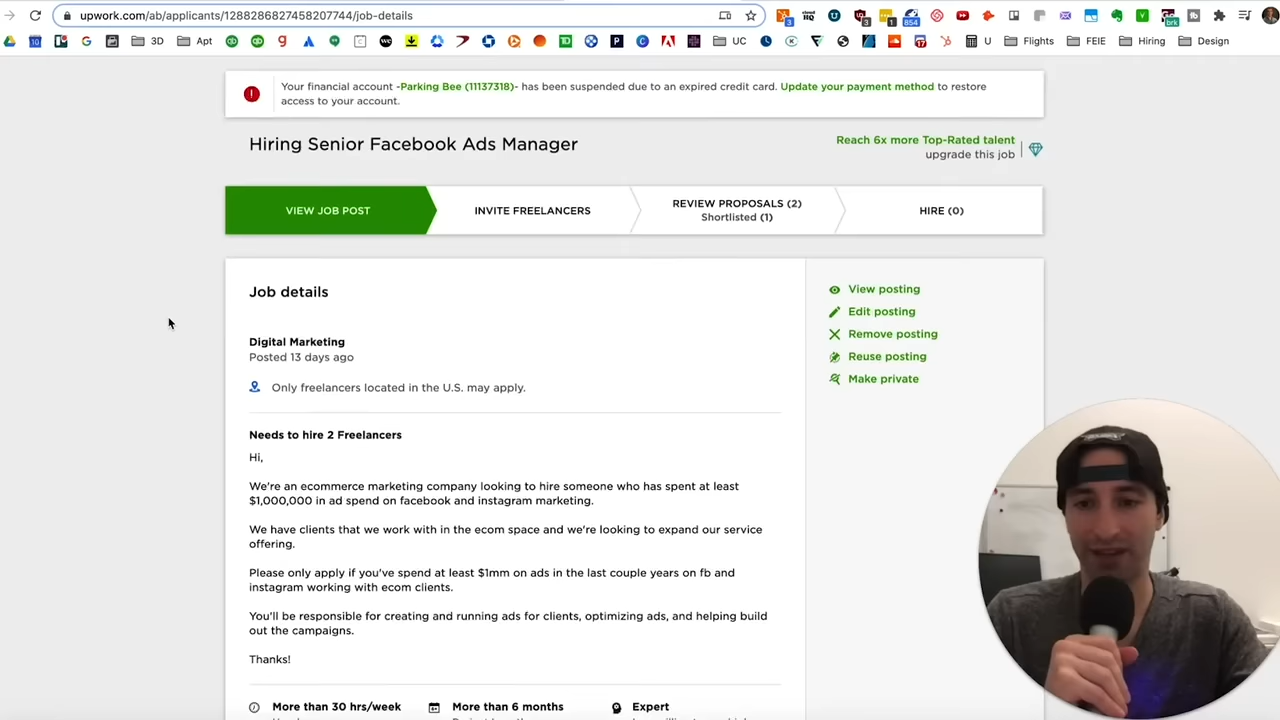 upwork.com/ab/applicants/1288286827458207744/job-details
3D
Apt
UC
U
Flights
FEIE
Hiring
Design
Your financial account -Parking Bee (11137318)- has been suspended due to an expired credit card. Update your payment method to restore
access to your account.
Hiring Senior Facebook Ads Manager
Reach 6x more Top-Rated talent
upgrade this job
VIEW JOB POST
INVITE FREELANCERS
REVIEW PROPOSALS (2)
Shortlisted (1)
HIRE (0)
Job details
Digital Marketing
Posted 13 days ago
Only freelancers located in the U.S. may apply.
Needs to hire 2 Freelancers
Hi,
We're an ecommerce marketing company looking to hire someone who has spent at least
$1,000,000 in ad spend on facebook and instagram marketing.
We have clients that we work with in the ecom space and we're looking to expand our service
offering.
Please only apply if you've spend at least $1mm on ads in the last couple years on fb and
instagram working with ecom clients.
You'll be responsible for creating and running ads for clients, optimizing ads, and helping build
out the campaigns.
Thanks!
More than 30 hrs/week
More than 6 months
Expert
View posting
Edit posting
Remove posting
Reuse posting
Make private